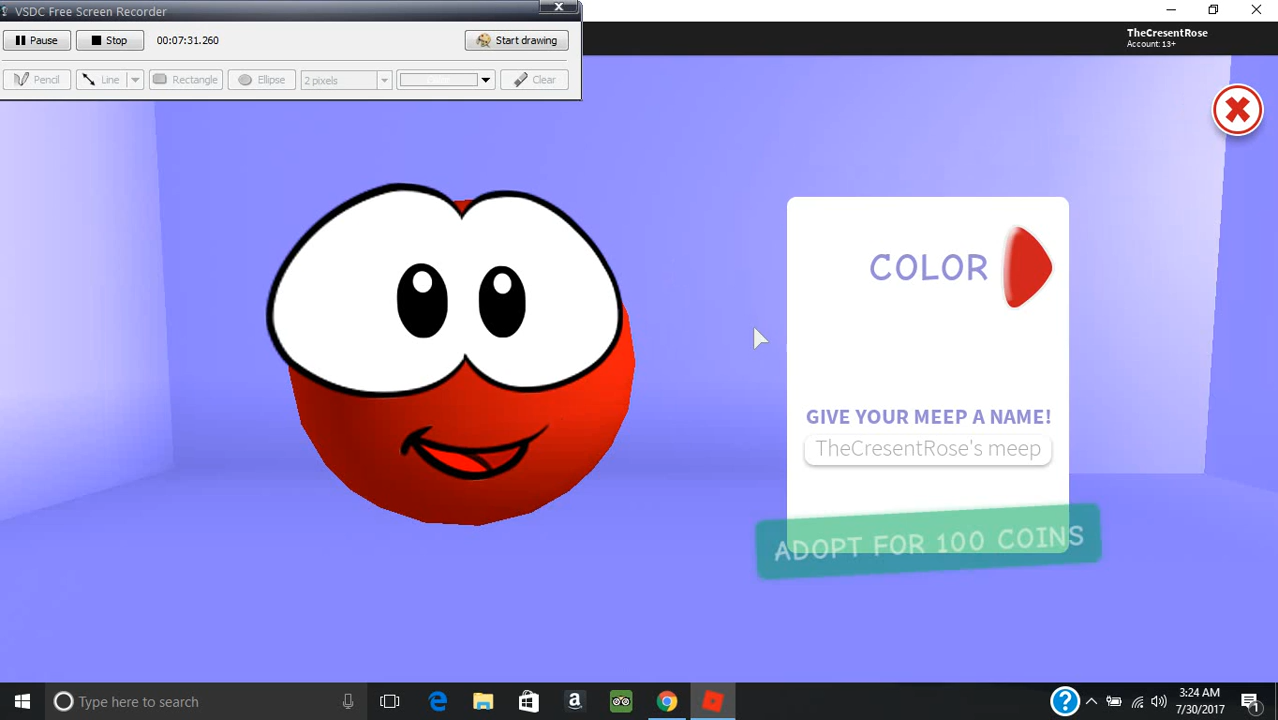 VSDC Free Screen Recorder
Pause
Stop
00:07:31.260
Start drawing
Pencil
Line
Rectangle
Ellipse
2 pixels
Clear
TheCresentRose
Account: 13+
COLOR
GIVE YOUR MEEP A NAME!
TheCresentRose's meep
ADOPT FOR 100 COINS
Type here to search
3:24 AM
7/30/2017